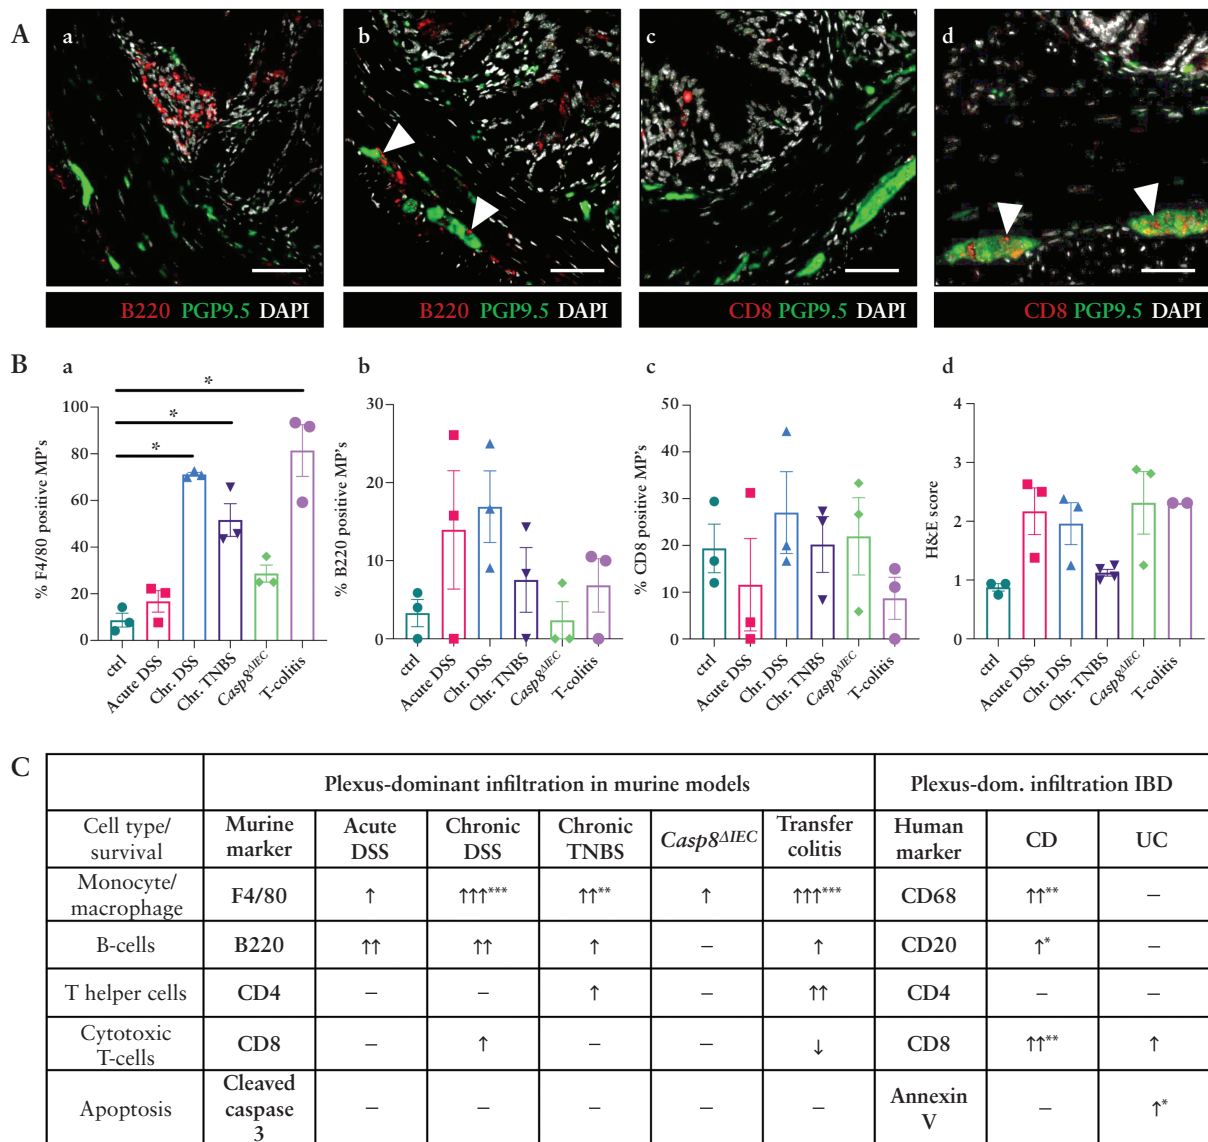 A
a
b
c
d
B220 PGP9.5 DAPI
B220 PGP9.5 DAPI
CD8 PGP9.5 DAPI
CD8 PGP9.5 DAPI
B
a
b
c
d
% F4/80 positive MP's
100
80
60
40
20
0
*
*
*
ctrl
Acute DSS
Chr. DSS
Chr. TNBS
Casp8ΔIEC
T-colitis
% B220 positive MP's
30
20
10
0
ctrl
Acute DSS
Chr. DSS
Chr. TNBS
Casp8ΔIEC
T-colitis
% CD8 positive MP's
50
40
30
20
10
0
ctrl
Acute DSS
Chr. DSS
Chr. TNBS
Casp8ΔIEC
T-colitis
H&E score
4
3
2
1
0
ctrl
Acute DSS
Chr. DSS
Chr. TNBS
Casp8ΔIEC
T-colitis
C
Plexus-dominant infiltration in murine models
Plexus-dom. infiltration IBD
Cell type/
survival
Murine
marker
Acute
DSS
Chronic
DSS
Chronic
TNBS
Casp8ΔIEC
Transfer
colitis
Human
marker
CD
UC
Monocyte/
macrophage
F4/80
↑
↑↑↑***
↑↑**
↑
↑↑↑***
CD68
↑↑**
–
B-cells
B220
↑↑
↑↑
↑
–
↑
CD20
↑*
–
T helper cells
CD4
–
–
↑
–
↑↑
CD4
–
–
Cytotoxic
T-cells
CD8
–
↑
–
–
↓
CD8
↑↑**
↑
Apoptosis
Cleaved
caspase
3
–
–
–
–
–
Annexin
V
–
↑*